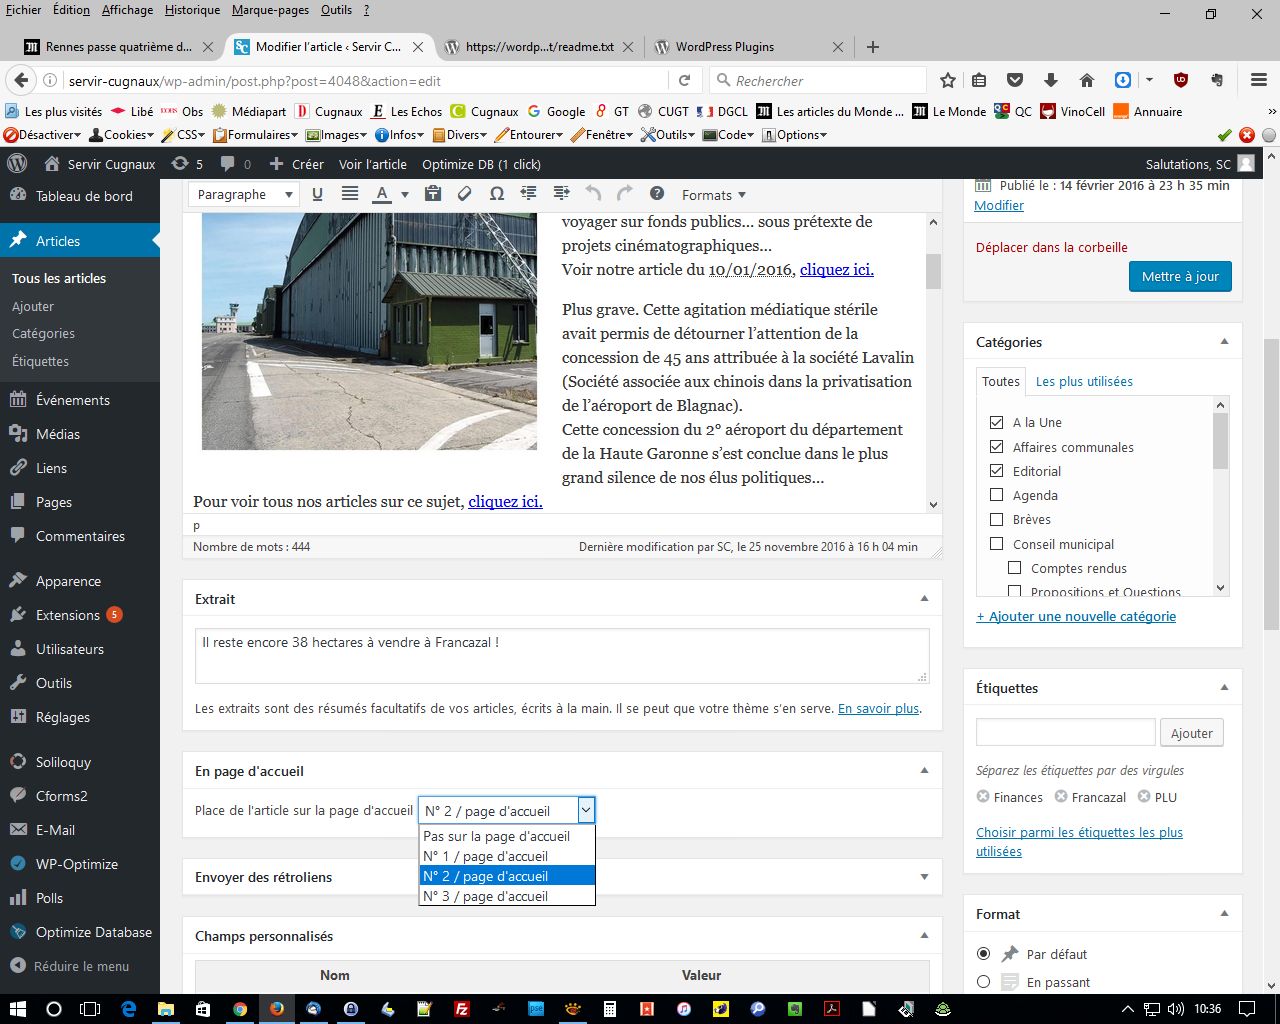 Fichier Édition Affichage Historique Marque-pages Outils ?
Rennes passe quatrième d...
Modifier l'article ‹ Servir C...
https://wordp...t/readme.txt
WordPress Plugins
servir-cugnaux/wp-admin/post.php?post=4048&action=edit
Rechercher
Les plus visités Libé Obs Médiapart Cugnaux Les Echos Cugnaux Google GT CUGT DGCL Les articles du Monde ... Le Monde QC VinoCell Annuaire
Désactiver Cookies CSS Formulaires Images Infos Divers Entourer Fenêtre Outils Code Options
Servir Cugnaux 5 0 Créer Voir l'article Optimize DB (1 click) Salutations, SC
Tableau de bord
Articles
Tous les articles
Ajouter
Catégories
Étiquettes
Événements
Médias
Liens
Pages
Commentaires
Apparence
Extensions 5
Utilisateurs
Outils
Réglages
Soliloquy
Cforms2
E-Mail
WP-Optimize
Polls
Optimize Database
Réduire le menu
Paragraphe
Formats
voyager sur fonds publics… sous prétexte de
projets cinématographiques…
Voir notre article du 10/01/2016, cliquez ici.
Plus grave. Cette agitation médiatique stérile
avait permis de détourner l'attention de la
concession de 45 ans attribuée à la société Lavalin
(Société associée aux chinois dans la privatisation
de l'aéroport de Blagnac).
Cette concession du 2° aéroport du département
de la Haute Garonne s'est conclue dans le plus
grand silence de nos élus politiques…
Pour voir tous nos articles sur ce sujet, cliquez ici.
p
Nombre de mots : 444
Dernière modification par SC, le 25 novembre 2016 à 16 h 04 min
Extrait
Il reste encore 38 hectares à vendre à Francazal !
Les extraits sont des résumés facultatifs de vos articles, écrits à la main. Il se peut que votre thème s'en serve. En savoir plus.
En page d'accueil
Place de l'article sur la page d'accueil N° 2 / page d'accueil
Pas sur la page d'accueil
N° 1 / page d'accueil
N° 2 / page d'accueil
N° 3 / page d'accueil
Envoyer des rétroliens
Champs personnalisés
Nom Valeur
Publié le : 14 février 2016 à 23 h 35 min
Modifier
Déplacer dans la corbeille
Mettre à jour
Catégories
Toutes Les plus utilisées
A la Une
Affaires communales
Editorial
Agenda
Brèves
Conseil municipal
Comptes rendus
Propositions et Questions
+ Ajouter une nouvelle catégorie
Étiquettes
Ajouter
Séparez les étiquettes par des virgules
Finances Francazal PLU
Choisir parmi les étiquettes les plus
utilisées
Format
Par défaut
En passant
10:36